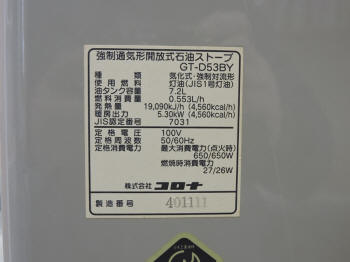 強制通気形開放式石油ストーブ
GT-D53BY
種類 気化式・強制対流形
使用燃料 灯油(JIS1号灯油)
油タンク容量 7.2L
燃料消費量 0.553L/h
発熱量 19,090kJ/h (4,560kcal/h)
暖房出力 5.30kW (4,560kcal/h)
JIS認定番号 7031
定格電圧 100V
定格周波数 50/60Hz
定格消費電力 最大消費電力(点火時)
650/650W
燃焼時消費電力
27/26W
株式会社 コロナ
製造番号 401111